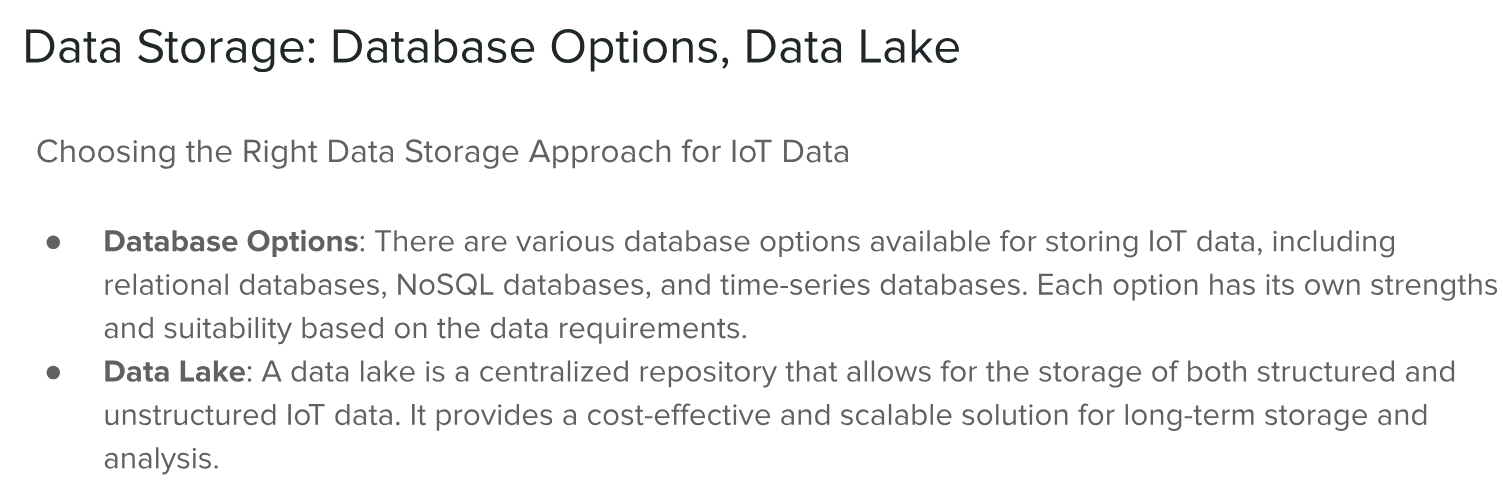 Data Storage: Database Options, Data Lake
Choosing the Right Data Storage Approach for IoT Data
● Database Options: There are various database options available for storing IoT data, including
relational databases, NoSQL databases, and time-series databases. Each option has its own strengths
and suitability based on the data requirements.
● Data Lake: A data lake is a centralized repository that allows for the storage of both structured and
unstructured IoT data. It provides a cost-effective and scalable solution for long-term storage and
analysis.